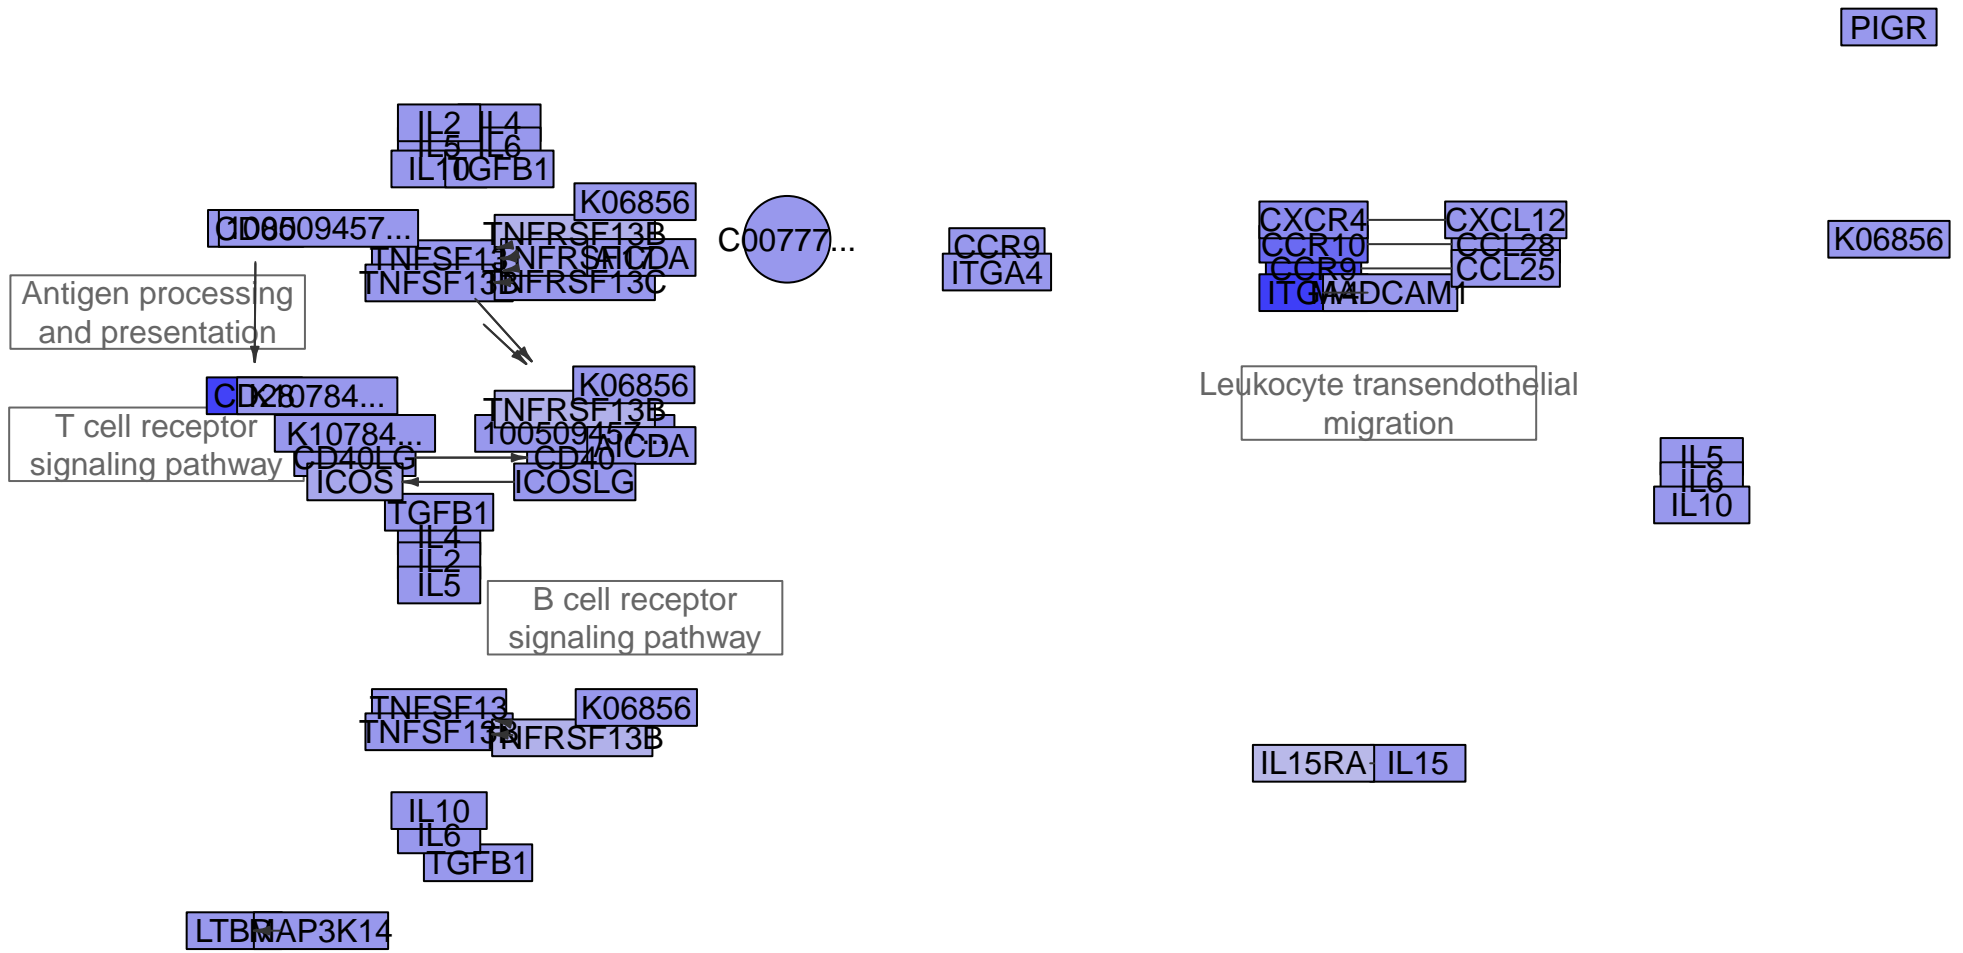 PIGR
IL2
IL4
IL5
IL6
IL10
TGFB1
K06856
CD80
100509457...
TNFRSF13B
TNFSF13
TNFRSF17
AICDA
TNFSF13B
TNFRSF13C
C00777...
CCR9
ITGA4
CXCR4
CXCL12
CCR10
CCL28
CCR9
CCL25
ITGA4
MADCAM1
K06856
Antigen processing
and presentation
CD28
K10784...
K06856
TNFRSF13B
T cell receptor
signaling pathway
K10784...
100509457...
AICDA
CD40LG
CD40
ICOS
ICOSLG
TGFB1
IL4
IL2
IL5
Leukocyte transendothelial
migration
IL5
IL6
IL10
B cell receptor
signaling pathway
TNFSF13
K06856
TNFSF13B
TNFRSF13B
IL15RA
IL15
IL10
IL6
TGFB1
LTBR
MAP3K14